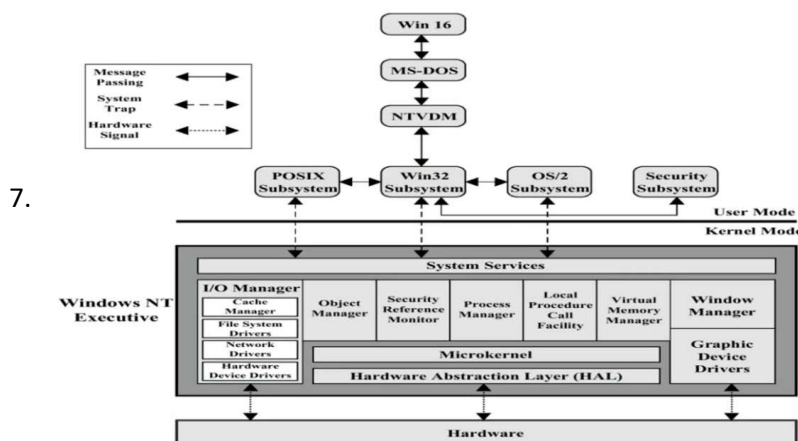 Win 16
Message
Passing
MS-DOS
System
Trap
Hardware
Signal
NTVDM
7.
POSIX
Subsystem
Win32
Subsystem
OS/2
Subsystem
Security
Subsystem
User Mode
Kernel Mode
System Services
Windows NT
Executive
I/O Manager
Cache
Manager
File System
Drivers
Network
Drivers
Hardware
Device Drivers
Object
Manager
Security
Reference
Monitor
Process
Manager
Local
Procedure
Call
Facility
Virtual
Memory
Manager
Window
Manager
Graphic
Device
Drivers
Microkernel
Hardware Abstraction Layer (HAL)
Hardware